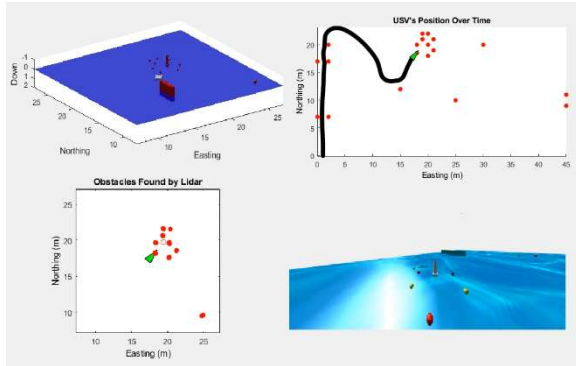 -1
0
1
2
Down
25
20
15
10
Northing
10
15
20
25
Easting
USV's Position Over Time
20
15
10
5
0
Northing (m)
0 5 10 15 20 25 30 35 40 45
Easting (m)
Obstacles Found by Lidar
25
20
15
10
Northing (m)
10 15 20 25
Easting (m)